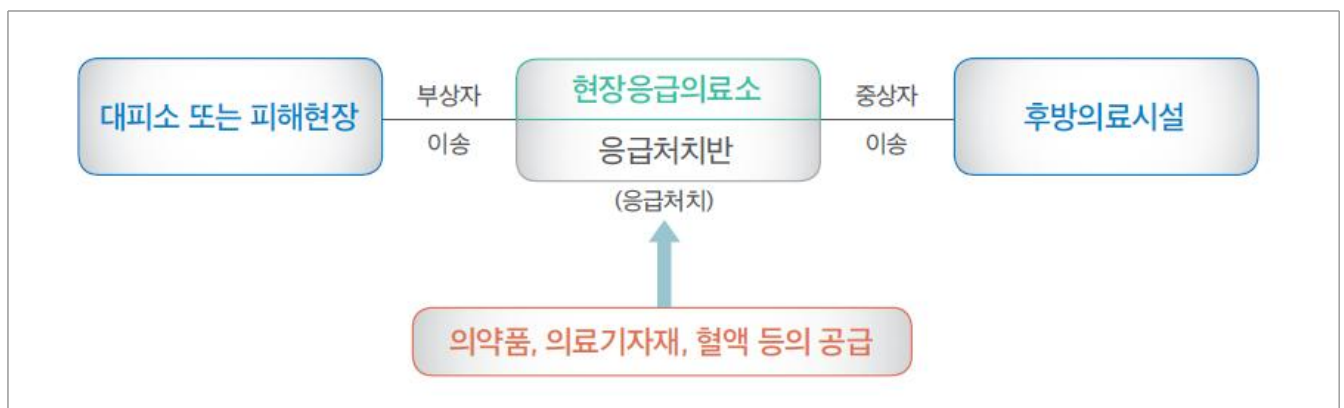 대피소 또는 피해현장
부상자
이송
현장응급의료소
응급처치반
(응급처치)
중상자
이송
후방의료시설
의약품, 의료기자재, 혈액 등의 공급